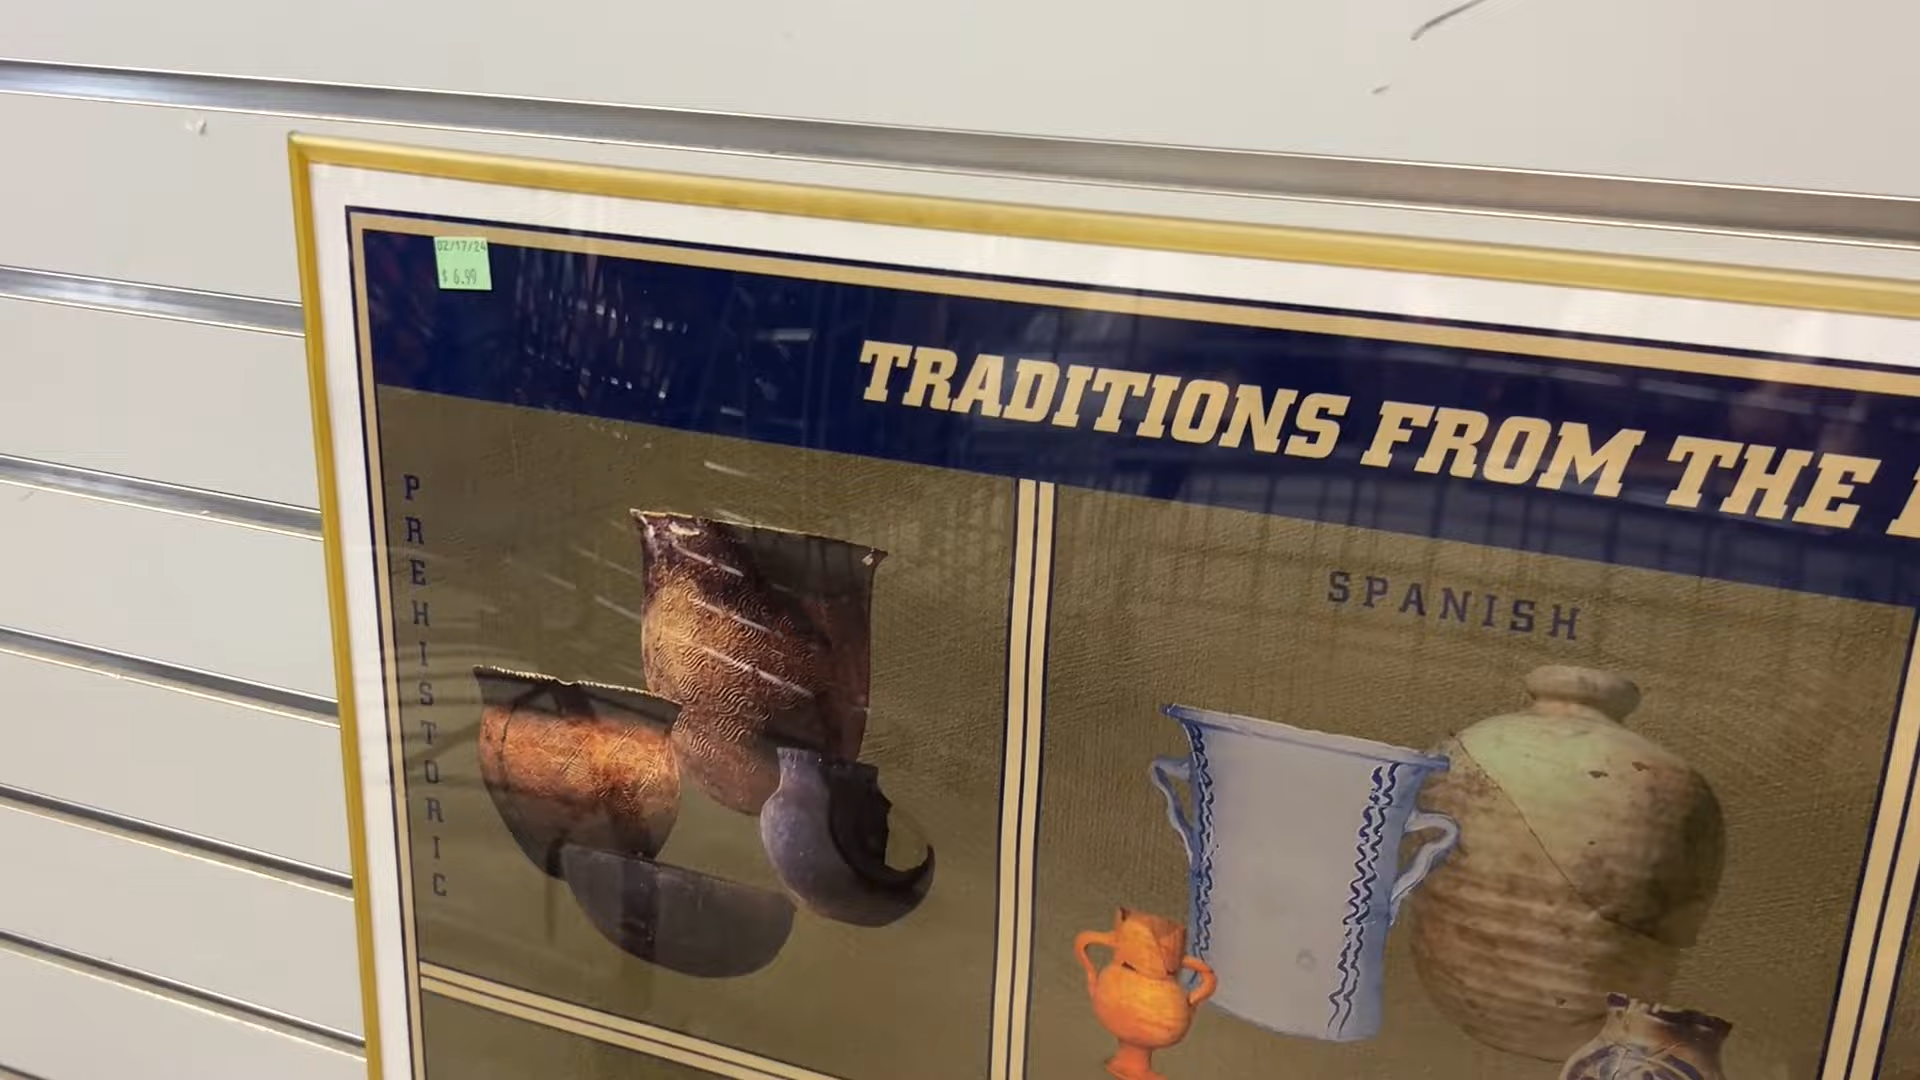 02/17/24
$ 6.99
TRADITIONS FROM THE
PREHISTORIC
SPANISH